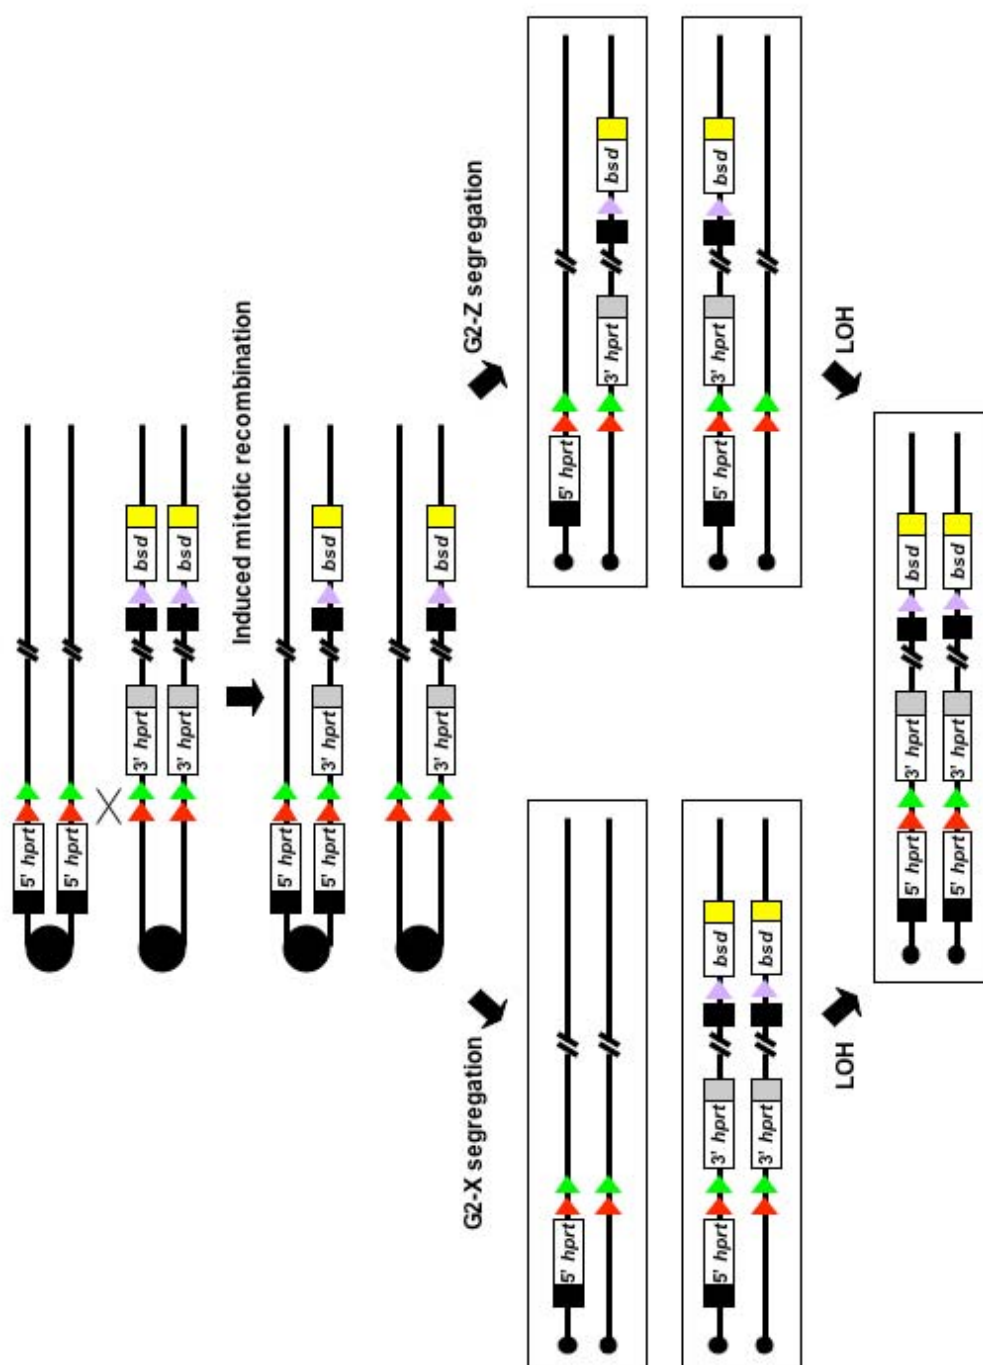 5' hprt
5' hprt
3' hprt bsd
3' hprt bsd
Induced mitotic recombination
5' hprt
5' hprt 3' hprt bsd
3' hprt bsd
G2-X segregation
G2-Z segregation
5' hprt
5' hprt 3' hprt bsd
3' hprt bsd
5' hprt
3' hprt bsd
5' hprt 3' hprt bsd
LOH
LOH
5' hprt 3' hprt bsd
5' hprt 3' hprt bsd